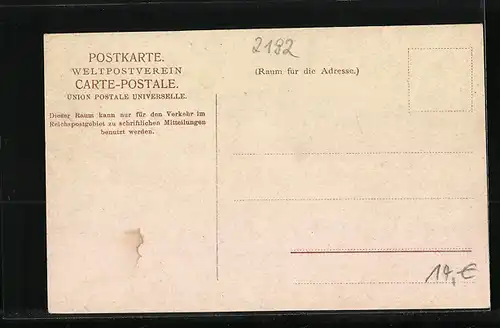 2192
POSTKARTE.
WELTPOSTVEREIN
CARTE-POSTALE.
UNION POSTALE UNIVERSELLE.
Dieser Raum kann nur für den Verkehr im
Reichspostgebiet zu schriftlichen Mitteilungen
benutzt werden.
(Raum für die Adresse.)
14,-€